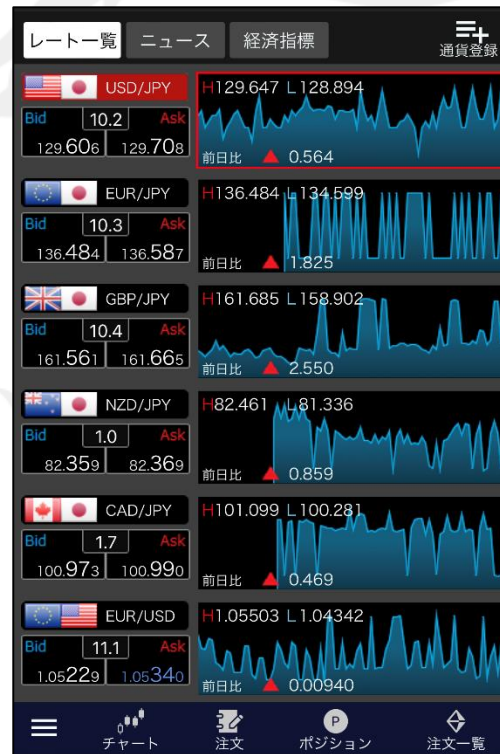 レート一覧 ニュース 経済指標 通貨登録
USD/JPY H129.647 L128.894
Bid 10.2 Ask
129.606 129.708
前日比 ▲ 0.564
EUR/JPY H136.484 L134.599
Bid 10.3 Ask
136.484 136.587
前日比 ▲ 1.825
GBP/JPY H161.685 L158.902
Bid 10.4 Ask
161.561 161.665
前日比 ▲ 2.550
NZD/JPY H82.461 L81.336
Bid 1.0 Ask
82.359 82.369
前日比 ▲ 0.859
CAD/JPY H101.099 L100.281
Bid 1.7 Ask
100.973 100.990
前日比 ▲ 0.469
EUR/USD H1.05503 L1.04342
Bid 11.1 Ask
1.05229 1.05340
前日比 ▲ 0.00940
P
チャート 注文 ポジション 注文一覧